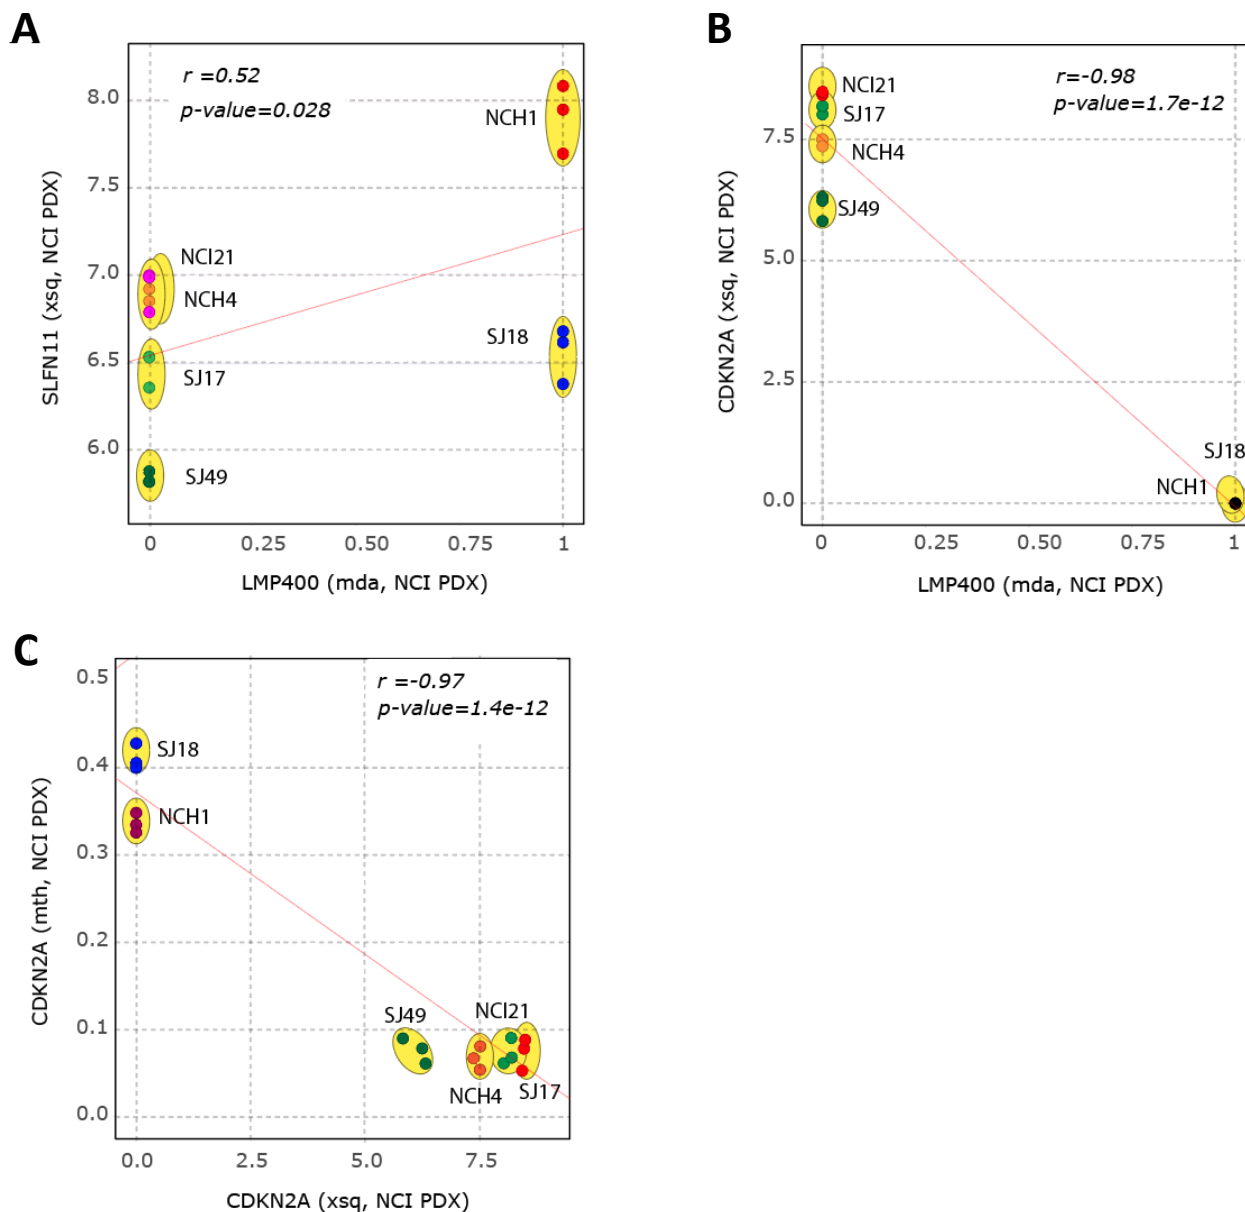 A
r =0.52
p-value=0.028
8.0
7.5
7.0
6.5
6.0
SLFN11 (xsq, NCI PDX)
NCH1
NCI21
NCH4
SJ18
SJ17
SJ49
0
0.25
0.50
0.75
1
LMP400 (mda, NCI PDX)
B
r=-0.98
p-value=1.7e-12
7.5
5.0
2.5
0.0
CDKN2A (xsq, NCI PDX)
NCI21
SJ17
NCH4
SJ49
SJ18
NCH1
0
0.25
0.50
0.75
1
LMP400 (mda, NCI PDX)
C
r =-0.97
p-value=1.4e-12
0.5
0.4
0.3
0.2
0.1
0.0
CDKN2A (mth, NCI PDX)
SJ18
NCH1
SJ49
NCI21
NCH4
SJ17
0.0
2.5
5.0
7.5
CDKN2A (xsq, NCI PDX)